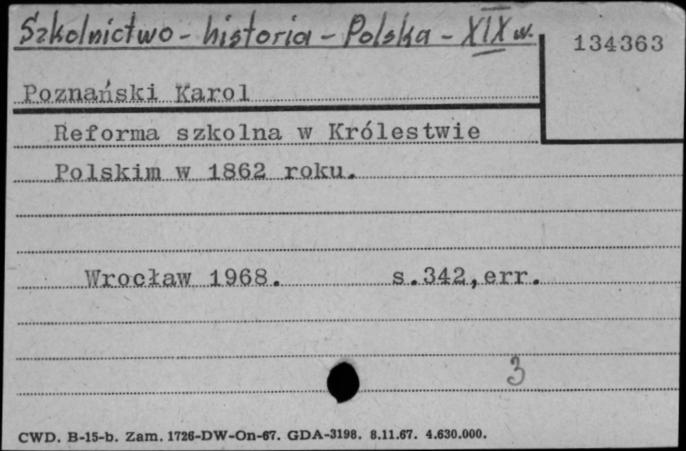 Szkolnictwo - historia - Polska - XIX w.
134363
Poznański Karol
Reforma szkolna w Królestwie
Polskim w 1862 roku.
Wrocław 1968. s.342,err.
3
CWD. B-15-b. Zam. 1726-DW-On-67. GDA-3198. 8.11.67. 4.630.000.